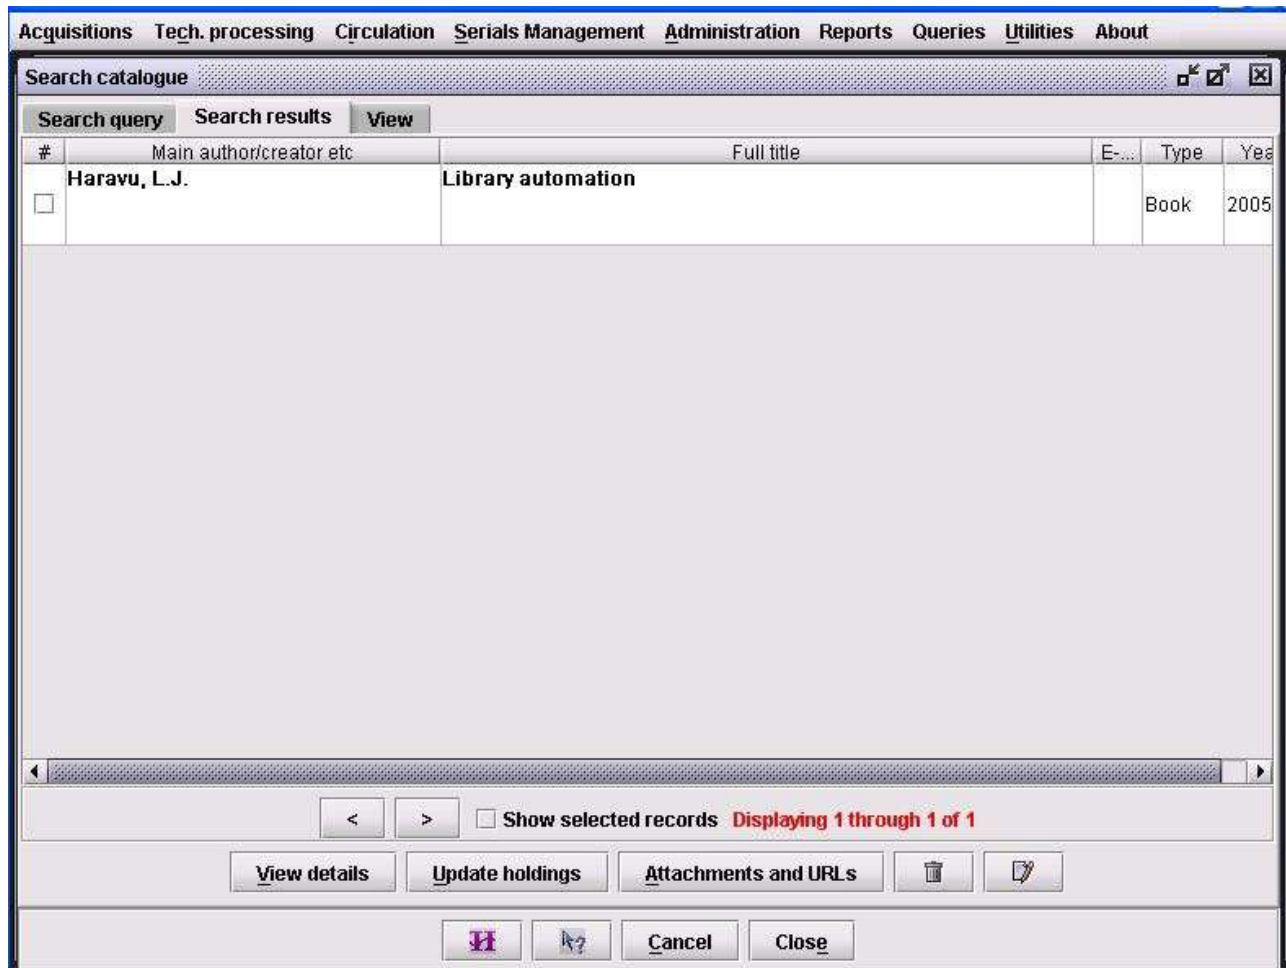 Acquisitions Tech. processing Circulation Serials Management Administration Reports Queries Utilities About
Search catalogue
Search query Search results View
# Main author/creator etc Full title E-... Type Yea
Haravu, L.J. Library automation Book 2005
< > Show selected records Displaying 1 through 1 of 1
View details Update holdings Attachments and URLs
Cancel Close